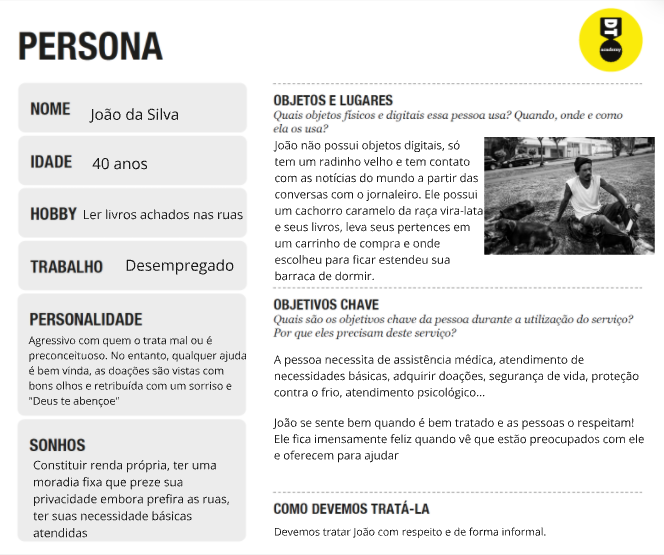 PERSONA
DT
academy
NOME João da Silva
IDADE 40 anos
HOBBY Ler livros achados nas ruas
TRABALHO Desempregado
PERSONALIDADE
Agressivo com quem o trata mal ou é
preconceituoso. No entanto, qualquer ajuda
é bem vinda, as doações são vistas com
bons olhos e retribuída com um sorriso e
"Deus te abençoe"
SONHOS
Constituir renda própria, ter uma
moradia fixa que preze sua
privacidade embora prefira as ruas,
ter suas necessidade básicas
atendidas
OBJETOS E LUGARES
Quais objetos físicos e digitais essa pessoa usa? Quando, onde e como
ela os usa?
João não possui objetos digitais, só
tem um radinho velho e tem contato
com as notícias do mundo a partir das
conversas com o jornaleiro. Ele possui
um cachorro caramelo da raça vira-lata
e seus livros, leva seus pertences em
um carrinho de compra e onde
escolheu para ficar estendeu sua
barraca de dormir.
OBJETIVOS CHAVE
Quais são os objetivos chave da pessoa durante a utilização do serviço?
Por que eles precisam deste serviço?
A pessoa necessita de assistência médica, atendimento de
necessidades básicas, adquirir doações, segurança de vida, proteção
contra o frio, atendimento psicológico...
João se sente bem quando é bem tratado e as pessoas o respeitam!
Ele fica imensamente feliz quando vê que estão preocupados com ele
e oferecem para ajudar
COMO DEVEMOS TRATÁ-LA
Devemos tratar João com respeito e de forma informal.